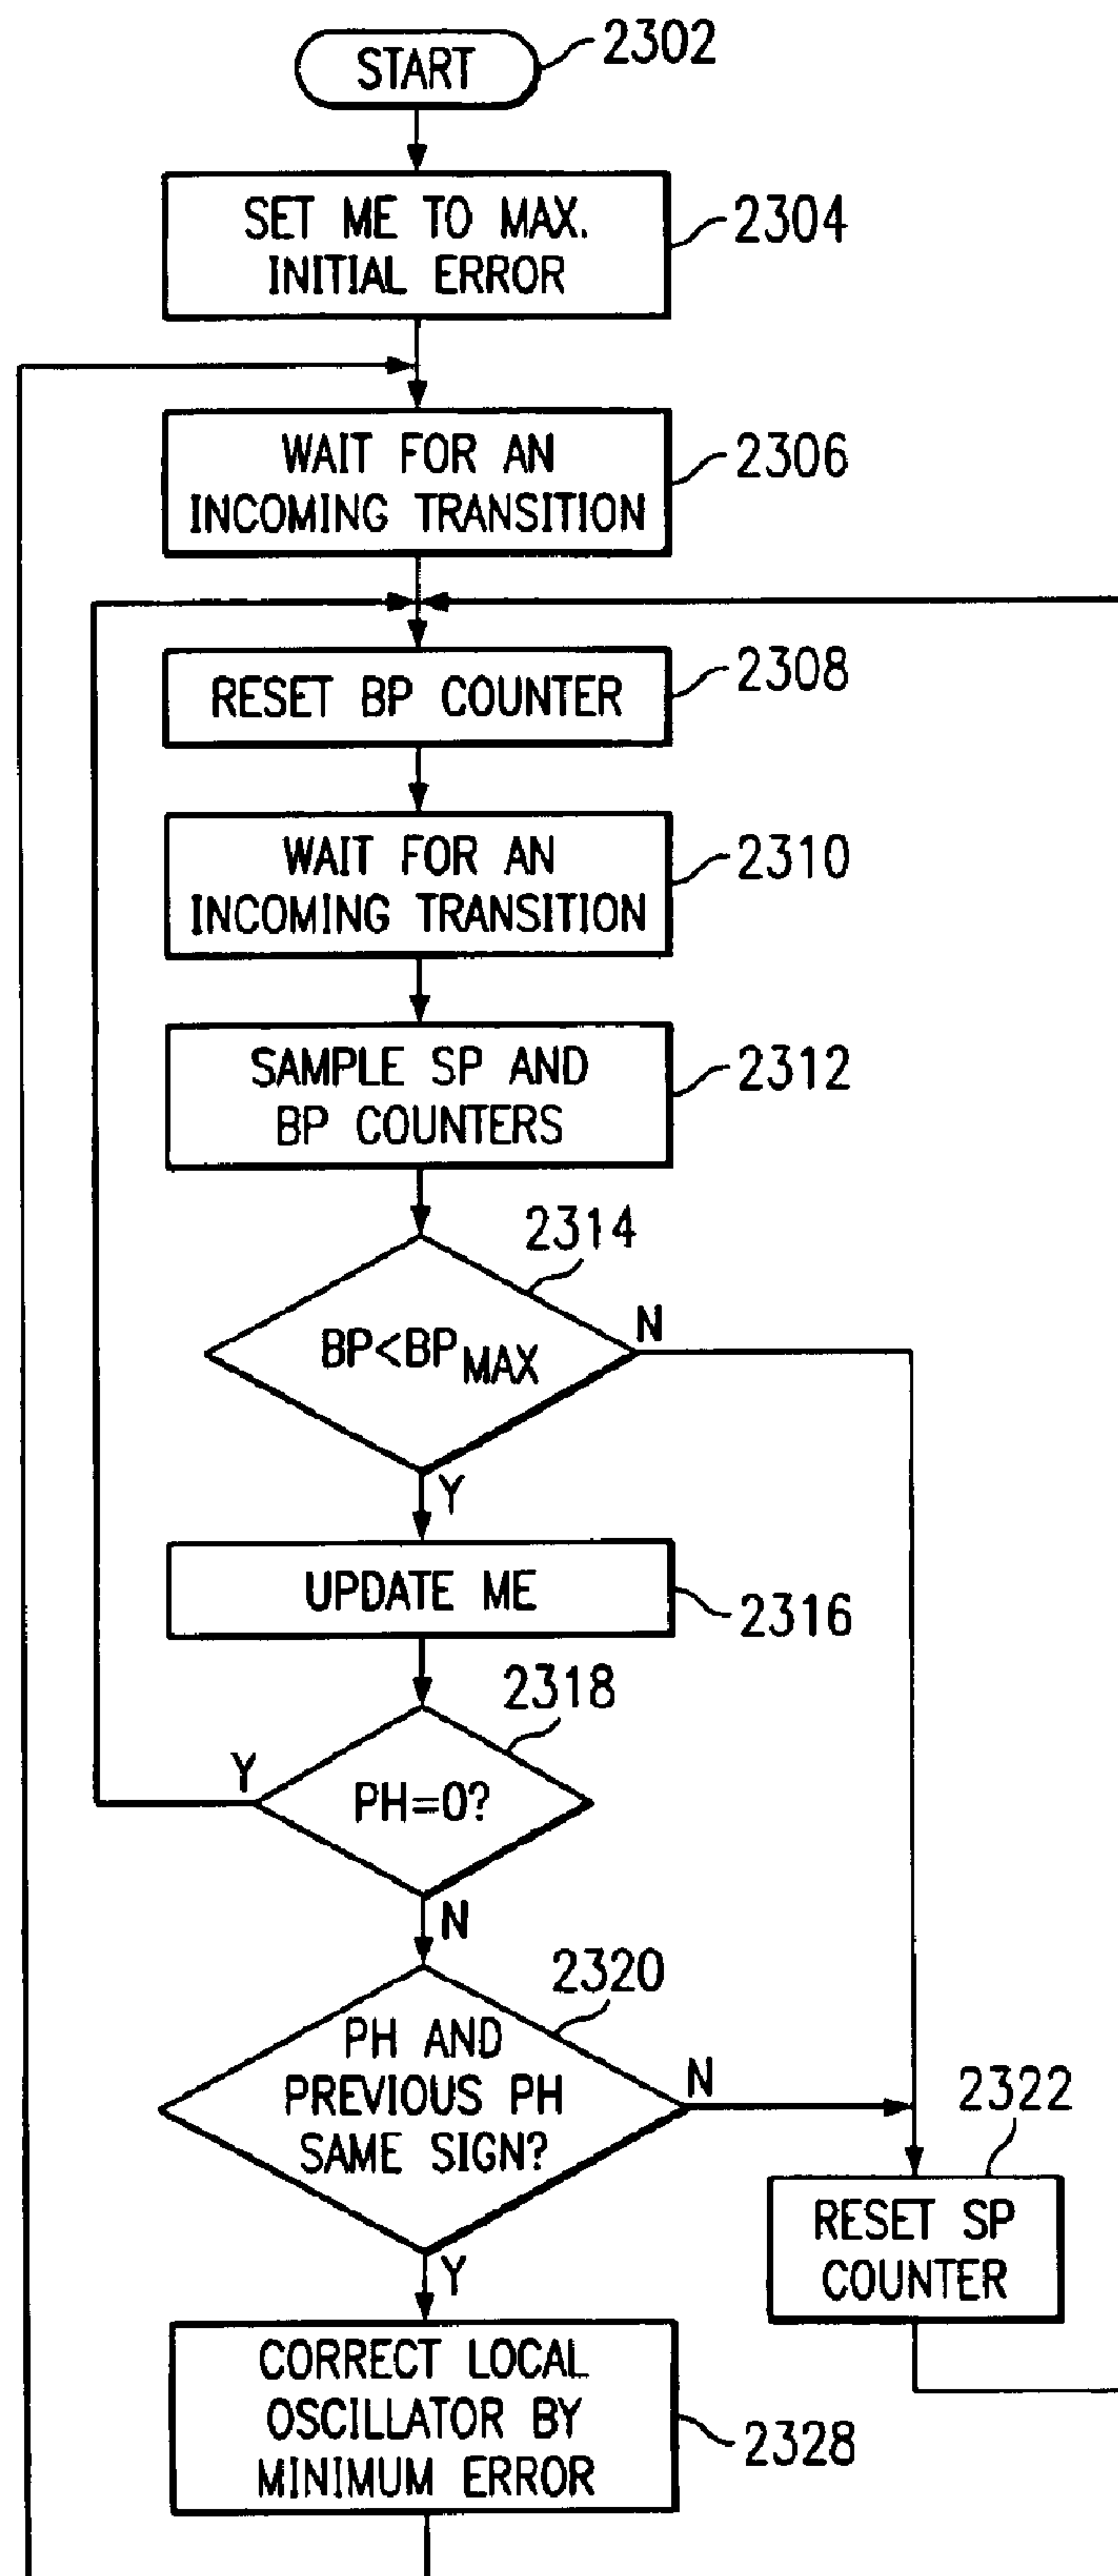 START
2302
SET ME TO MAX.
INITIAL ERROR
2304
WAIT FOR AN
INCOMING TRANSITION
2306
RESET BP COUNTER
2308
WAIT FOR AN
INCOMING TRANSITION
2310
SAMPLE SP AND
BP COUNTERS
2312
2314
BP<BPMAX
N
Y
UPDATE ME
2316
2318
Y
PH=0?
N
2320
PH AND
PREVIOUS PH
SAME SIGN?
N
2322
RESET SP
COUNTER
Y
CORRECT LOCAL
OSCILLATOR BY
MINIMUM ERROR
2328